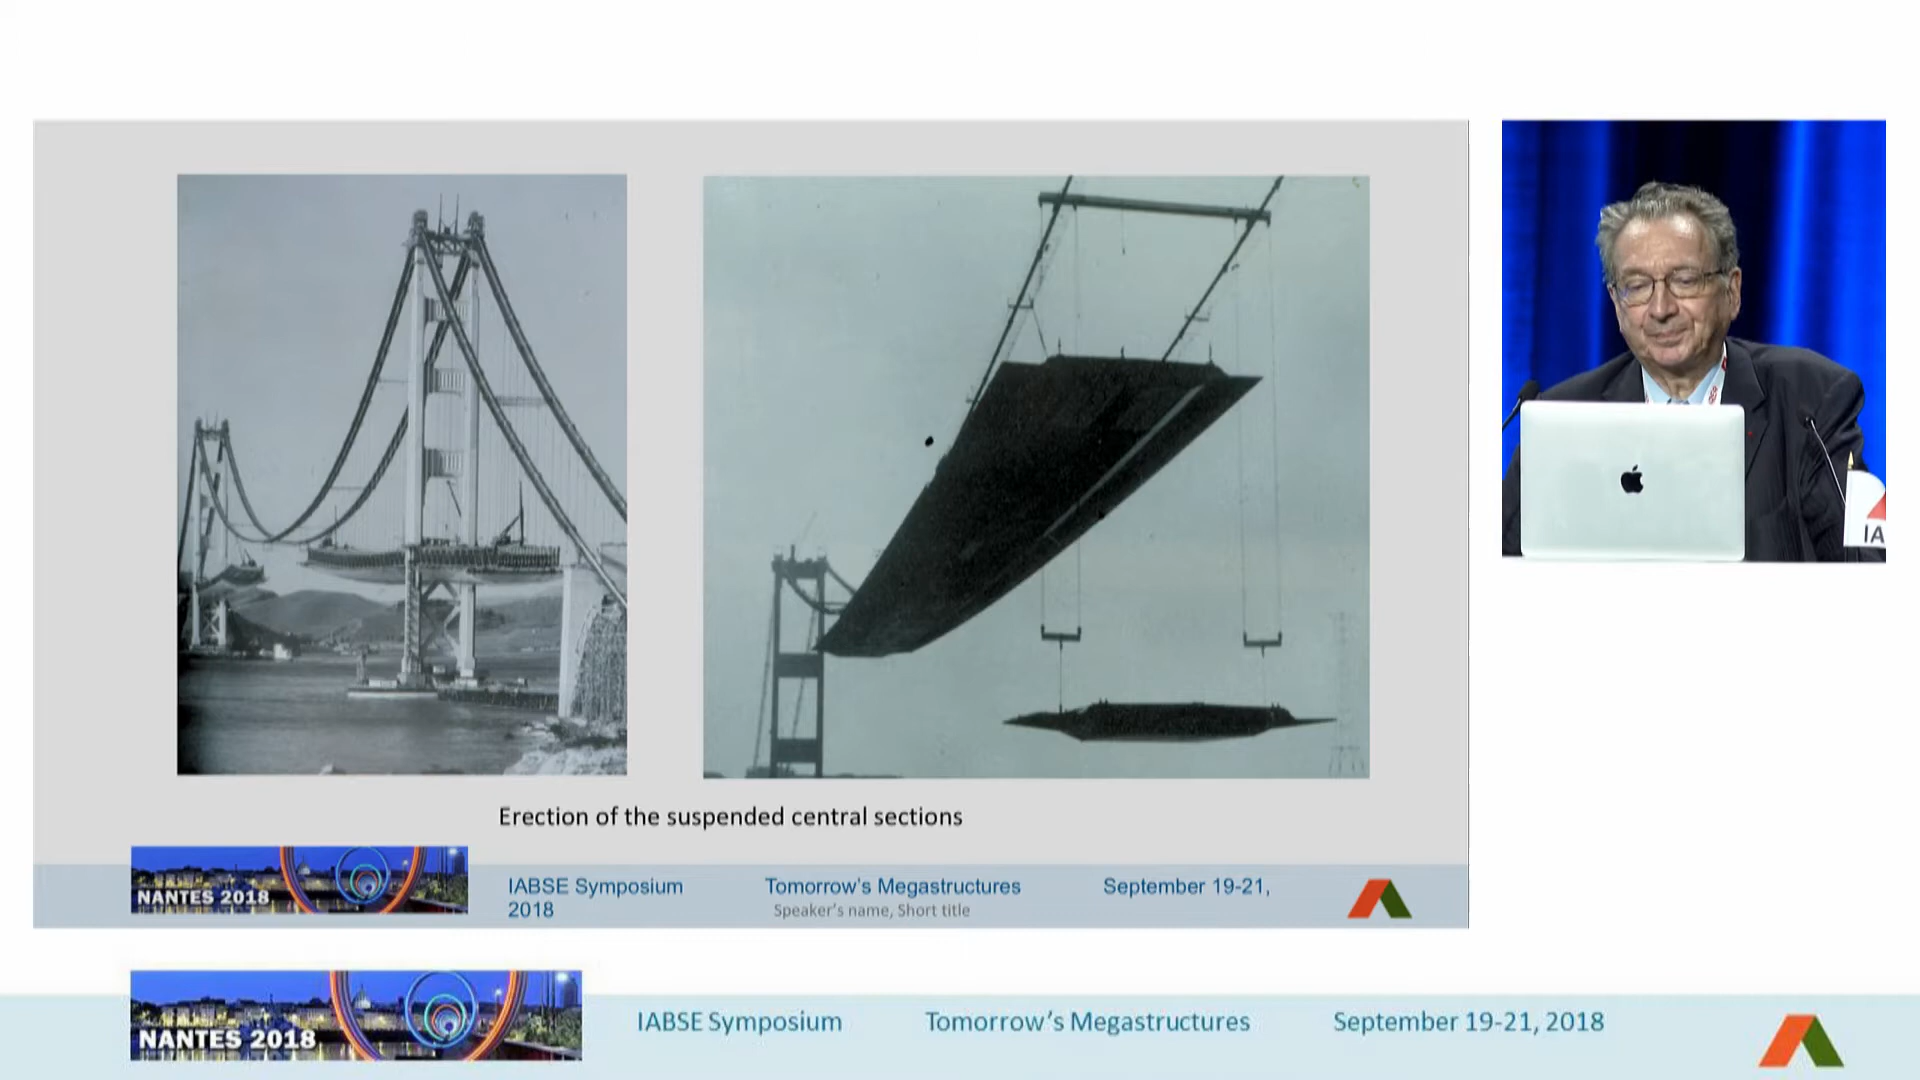 Erection of the suspended central sections
NANTES 2018
IABSE Symposium Tomorrow's Megastructures September 19-21,
2018 Speaker's name, Short title
IA
NANTES 2018
IABSE Symposium Tomorrow's Megastructures September 19-21, 2018